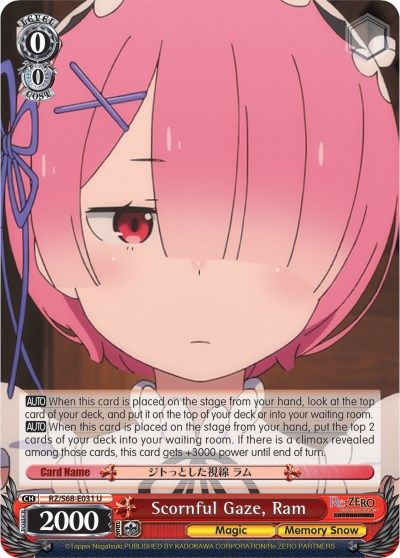 LEVEL
0
0
COST
AUTO When this card is placed on the stage from your hand, look at the top
card of your deck, and put it on the top of your deck or into your waiting room.
AUTO When this card is placed on the stage from your hand, put the top 2
cards of your deck into your waiting room. If there is a climax revealed
among those cards, this card gets +3000 power until end of turn.
Card Name
ジトっとした視線 ラム
CH RZ/S68-E031 U
Scornful Gaze, Ram
Re:ZERO
POWER
2000
SOUL
Magic
Memory Snow
©Tappei Nagatsuki,PUBLISHED BY KADOKAWA CORPORATION/Re:ZERO PARTNERS